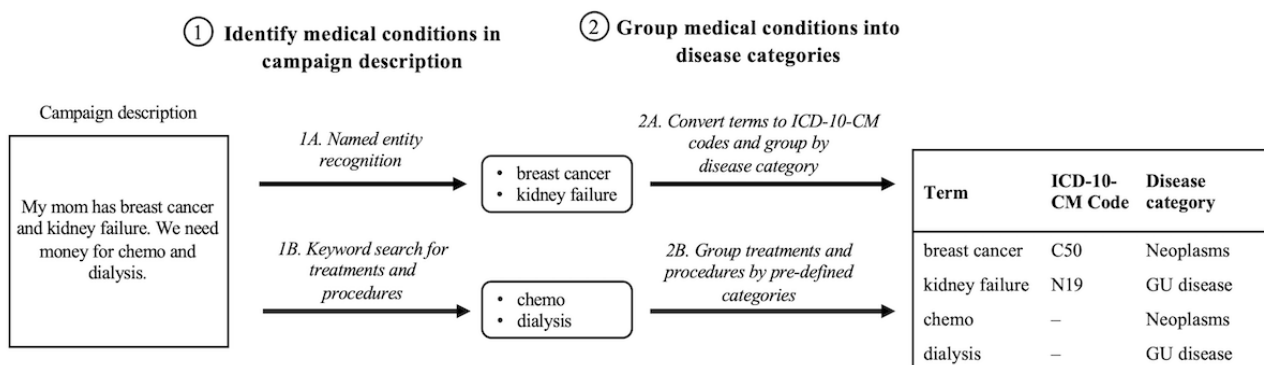 ① Identify medical conditions in
campaign description
② Group medical conditions into
disease categories
Campaign description
My mom has breast cancer
and kidney failure. We need
money for chemo and
dialysis.
1A. Named entity
recognition
• breast cancer
• kidney failure
2A. Convert terms to ICD-10-CM
codes and group by
disease category
1B. Keyword search for
treatments and
procedures
• chemo
• dialysis
2B. Group treatments and
procedures by pre-defined
categories
Term ICD-10-CM Code Disease category
breast cancer C50 Neoplasms
kidney failure N19 GU disease
chemo – Neoplasms
dialysis – GU disease